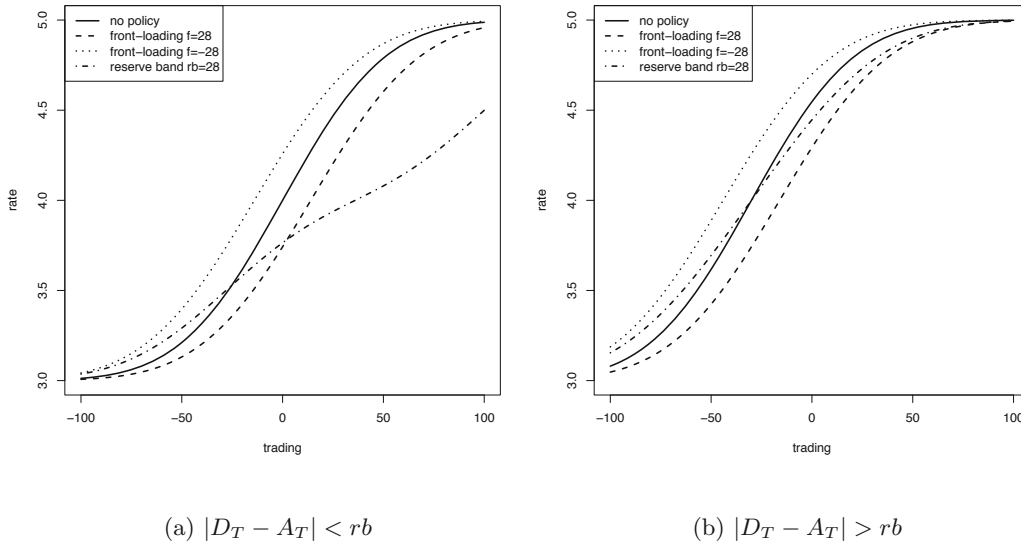 no policy
front−loading f=28
front−loading f=−28
reserve band rb=28
5.0
4.5
4.0
3.5
3.0
rate
−100
−50
0
50
100
trading
(a) |D_T − A_T| < rb
no policy
front−loading f=28
front−loading f=−28
reserve band rb=28
5.0
4.5
4.0
3.5
3.0
rate
−100
−50
0
50
100
trading
(b) |D_T − A_T| > rb